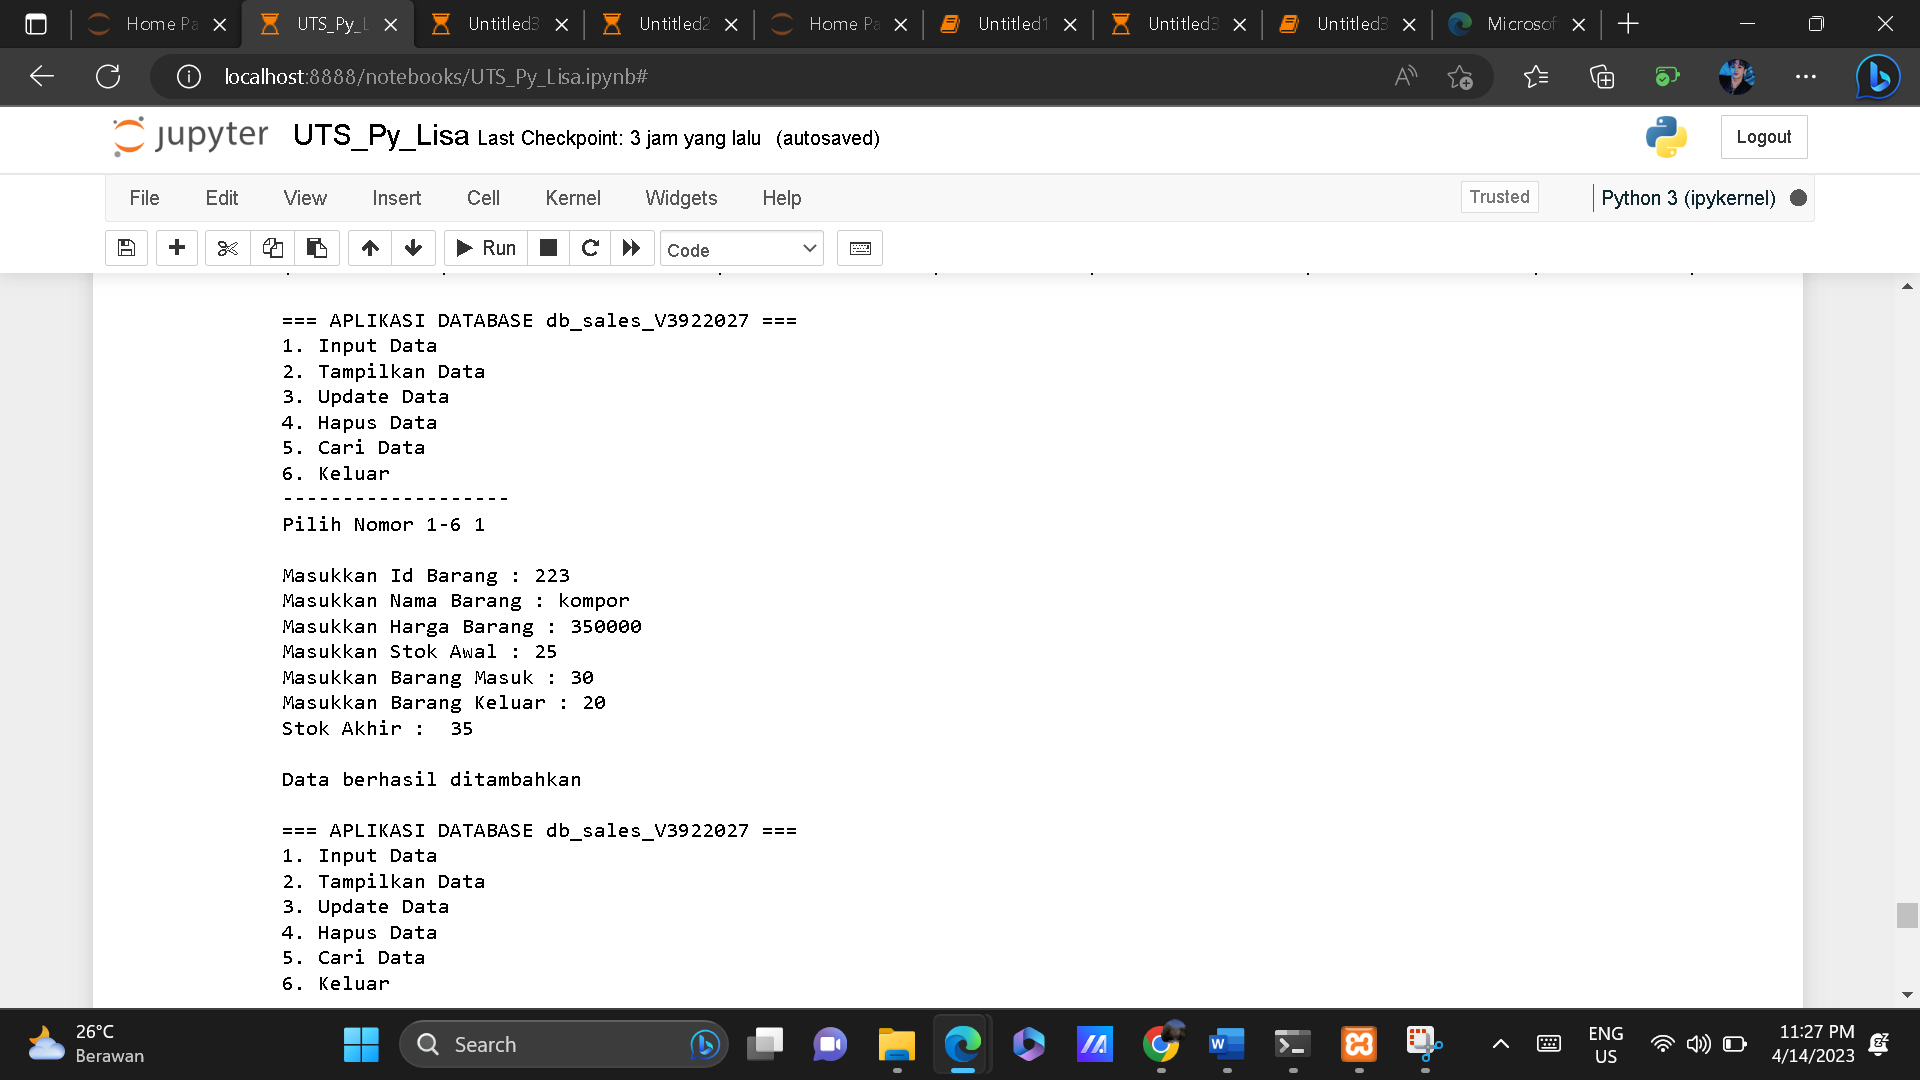 Home Pa
UTS_Py_L
Untitled3
Untitled2
Home Pa
Untitled1
Untitled3
Untitled3
Microsof
localhost:8888/notebooks/UTS_Py_Lisa.ipynb#
jupyter UTS_Py_Lisa Last Checkpoint: 3 jam yang lalu (autosaved)
Logout
File Edit View Insert Cell Kernel Widgets Help
Trusted
Python 3 (ipykernel)
Run
Code
=== APLIKASI DATABASE db_sales_V3922027 ===
1. Input Data
2. Tampilkan Data
3. Update Data
4. Hapus Data
5. Cari Data
6. Keluar
-------------------
Pilih Nomor 1-6 1
Masukkan Id Barang : 223
Masukkan Nama Barang : kompor
Masukkan Harga Barang : 350000
Masukkan Stok Awal : 25
Masukkan Barang Masuk : 30
Masukkan Barang Keluar : 20
Stok Akhir :  35
Data berhasil ditambahkan
=== APLIKASI DATABASE db_sales_V3922027 ===
1. Input Data
2. Tampilkan Data
3. Update Data
4. Hapus Data
5. Cari Data
6. Keluar
26°C
Berawan
Search
ENG
US
11:27 PM
4/14/2023